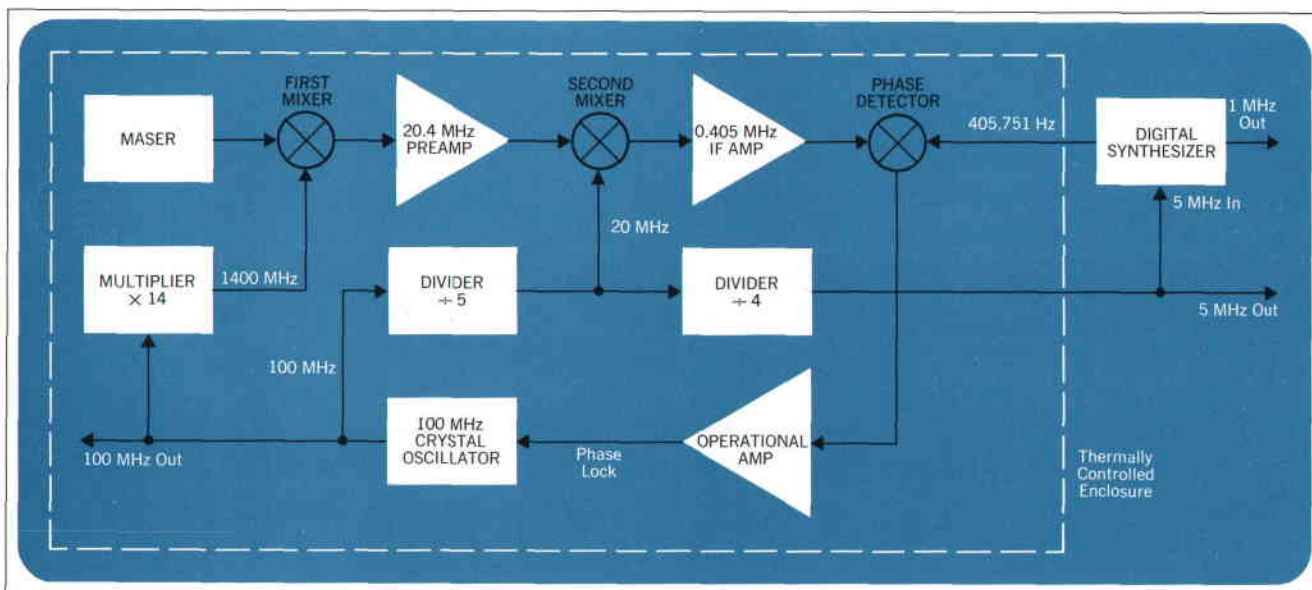 FIRST
MIXER
SECOND
MIXER
PHASE
DETECTOR
MASER
20.4 MHz
PREAMP
0.405 MHz
IF AMP
405,751 Hz
DIGITAL
SYNTHESIZER
1 MHz
Out
5 MHz In
20 MHz
MULTIPLIER
× 14
1400 MHz
DIVIDER
÷ 5
DIVIDER
÷ 4
5 MHz Out
100 MHz
100 MHz Out
100 MHz
CRYSTAL
OSCILLATOR
Phase
Lock
OPERATIONAL
AMP
Thermally
Controlled
Enclosure